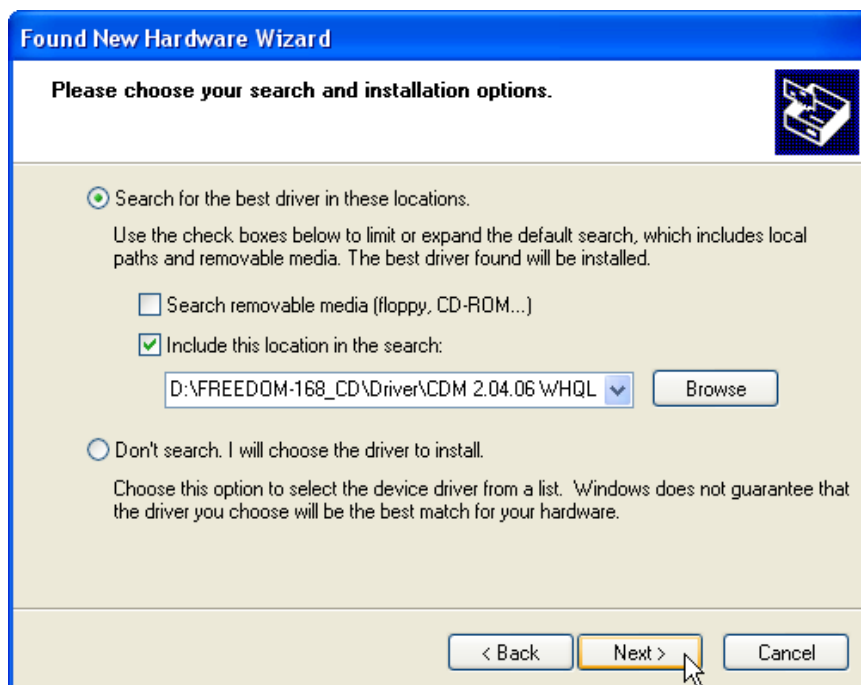 Found New Hardware Wizard
Please choose your search and installation options.
Search for the best driver in these locations.
Use the check boxes below to limit or expand the default search, which includes local
paths and removable media. The best driver found will be installed.
Search removable media (floppy, CD-ROM...)
Include this location in the search:
D:\FREEDOM-168_CD\Driver\CDM 2.04.06 WHQL
Browse
Don't search. I will choose the driver to install.
Choose this option to select the device driver from a list. Windows does not guarantee that
the driver you choose will be the best match for your hardware.
< Back
Next >
Cancel